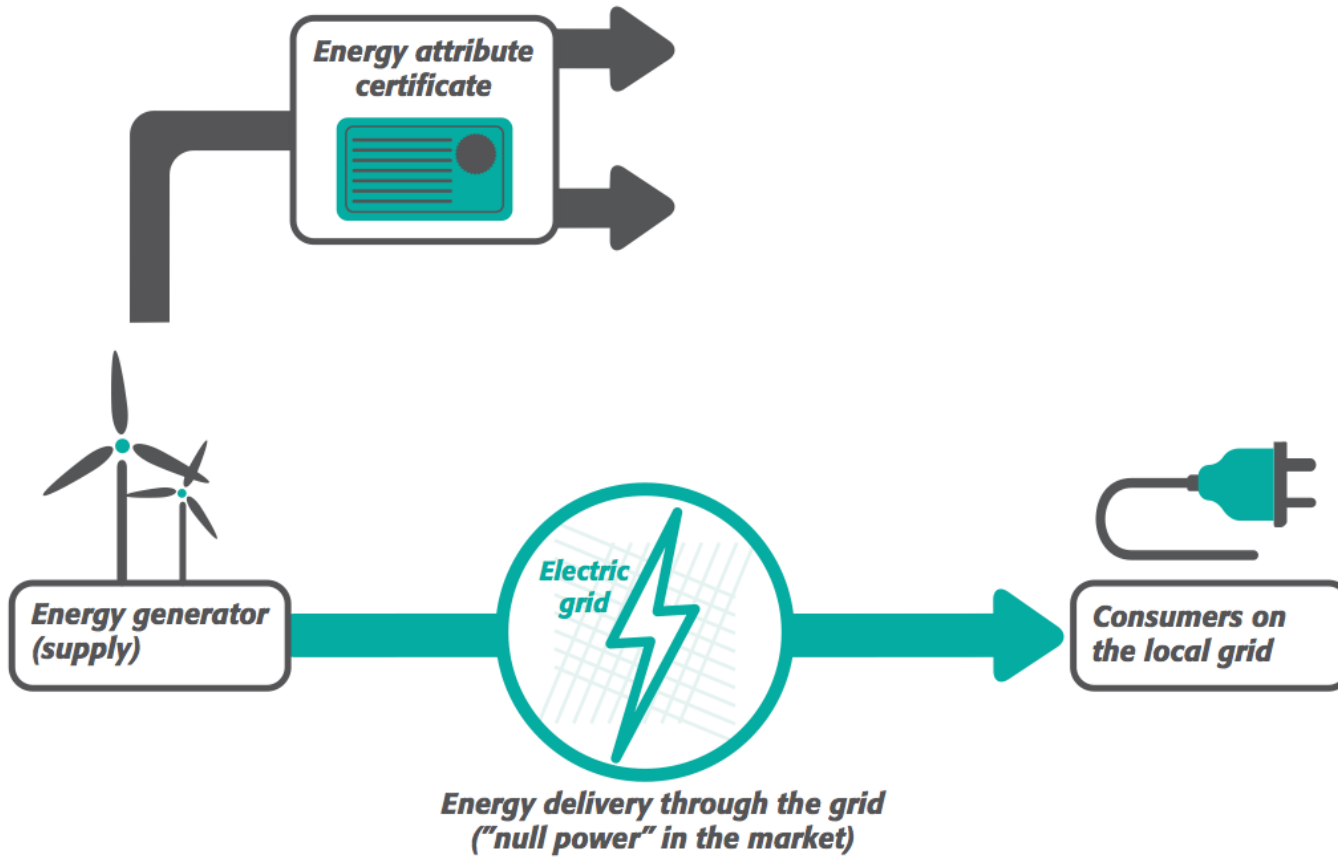 Energy attribute
certificate
Electric
grid
Energy generator
(supply)
Consumers on
the local grid
Energy delivery through the grid
(”null power” in the market)